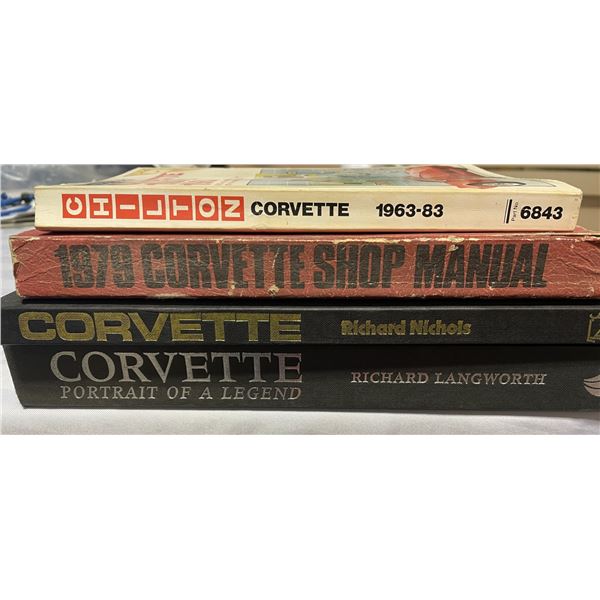 CHILTON CORVETTE 1963-83 Part No. 6843
1979 CORVETTE SHOP MANUAL
CORVETTE Richard Nichols
CORVETTE
PORTRAIT OF A LEGEND RICHARD LANGWORTH